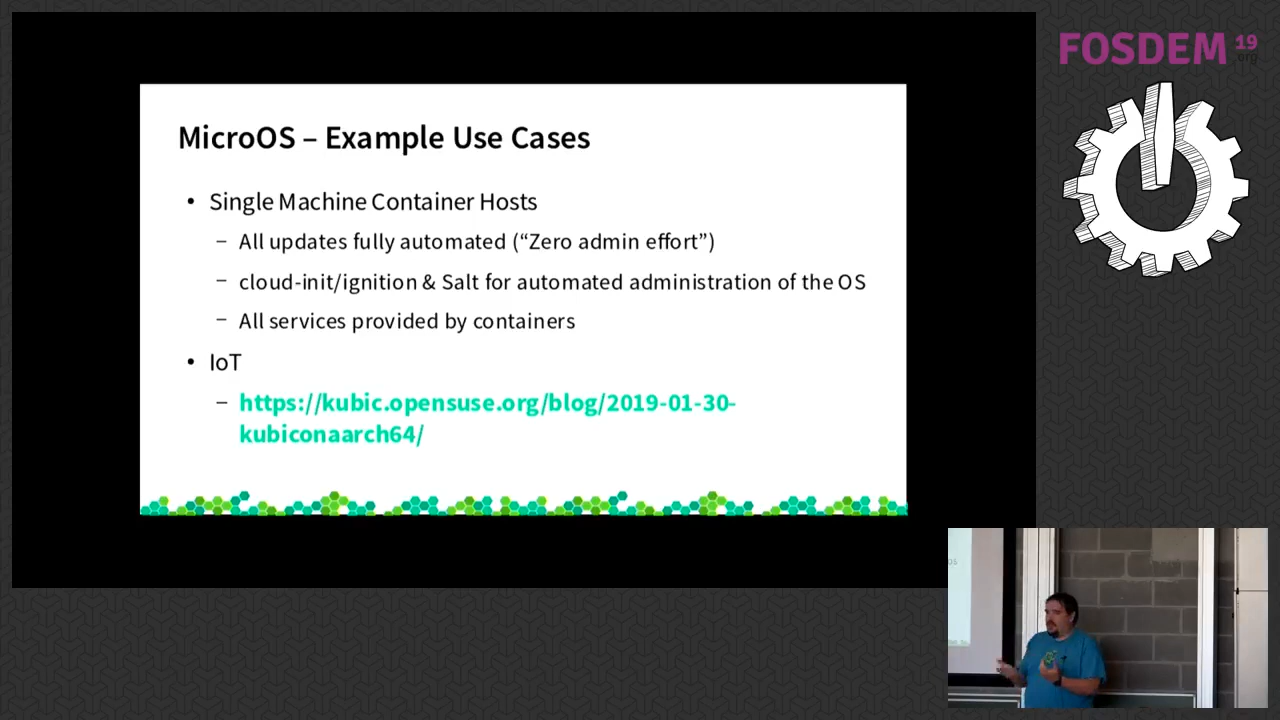 FOSDEM 19
.org
MicroOS – Example Use Cases
• Single Machine Container Hosts
– All updates fully automated (“Zero admin effort”)
– cloud-init/ignition & Salt for automated administration of the OS
– All services provided by containers
• IoT
– https://kubic.opensuse.org/blog/2019-01-30-
kubiconaarch64/